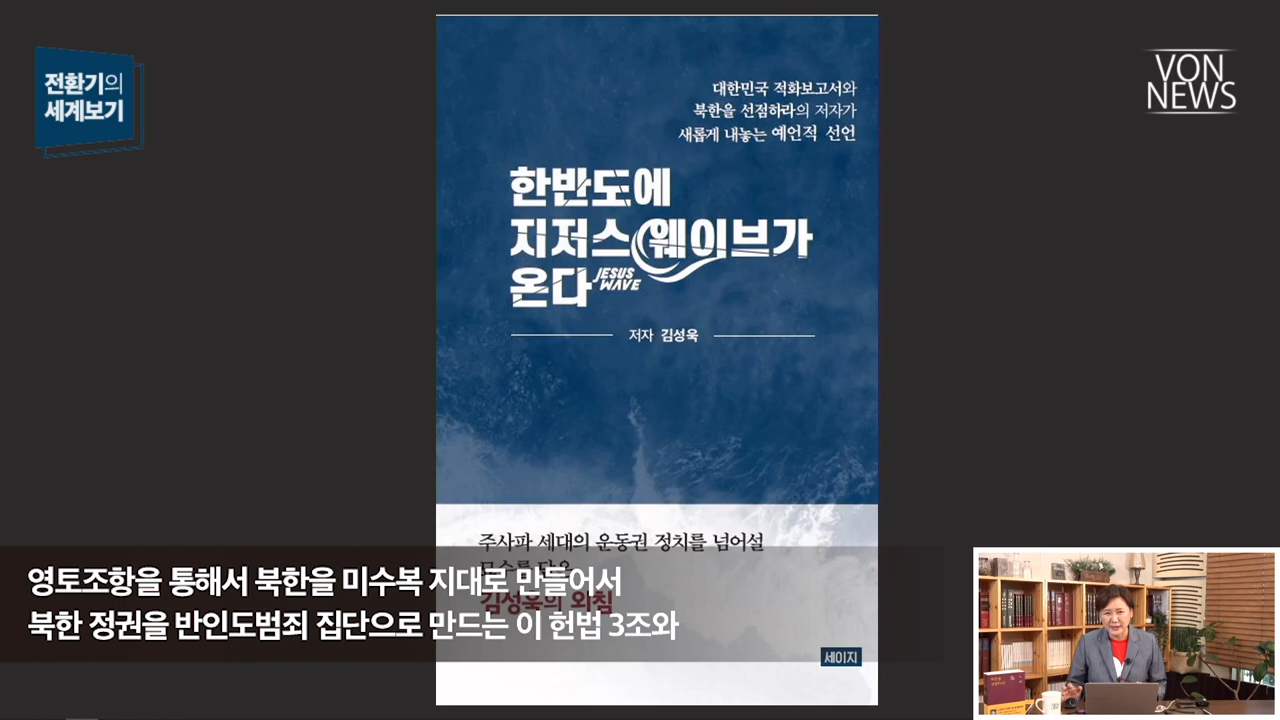 전환기의
세계보기
VON
NEWS
대한민국 적화보고서와
북한을 선점하라의 저자가
새롭게 내놓는 예언적 선언
한반도에
지저스 웨이브가
온다 JESUS WAVE
저자 김성욱
주사파 세대의 운동권 정치를 넘어설
김성욱의 외침
영토조항을 통해서 북한을 미수복 지대로 만들어서
북한 정권을 반인도범죄 집단으로 만드는 이 헌법 3조와
세이지